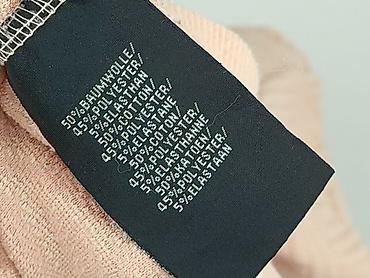 50%BAUMWOLLE/
45%POLYESTER/
5%ELASTHAN
50%COTTON/
45%POLYESTER/
5%ELASTANE
50%COTON/
45%POLYESTER/
5%ELASTHANNE
50%KATOEN/
45%POLYESTER/
5%ELASTAAN